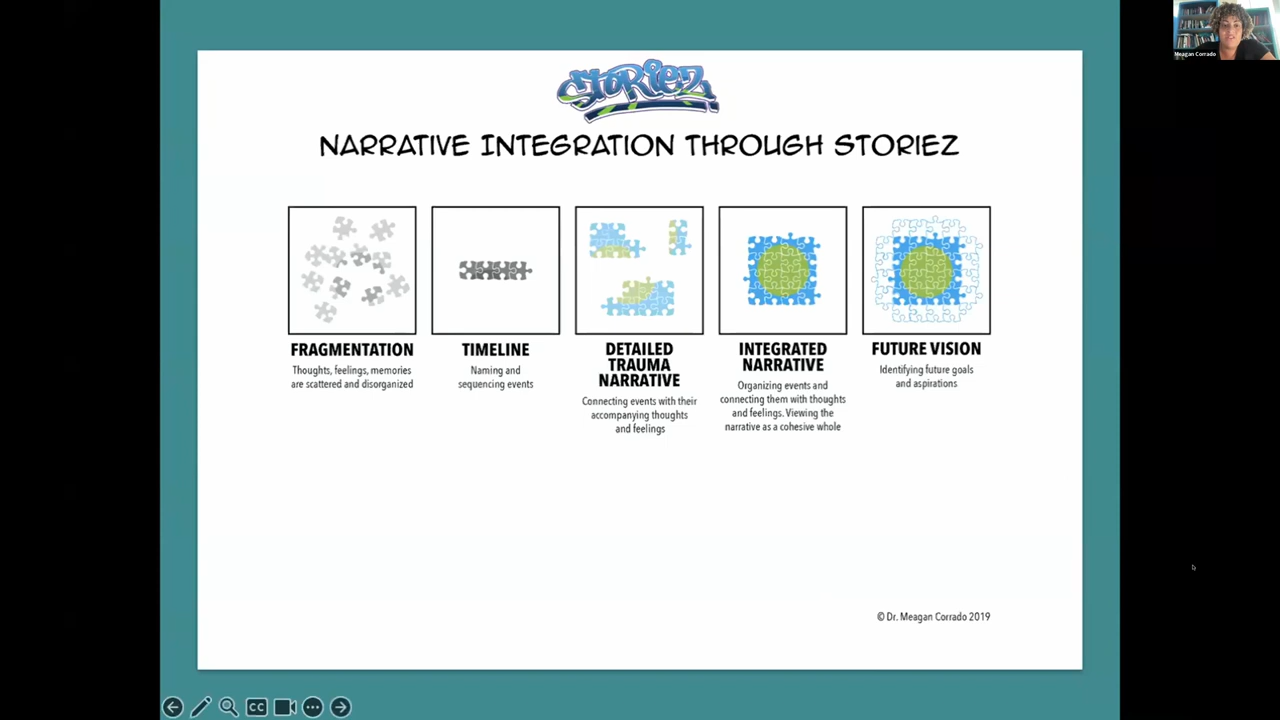 Meagan Corrado
STORIEZ
NARRATIVE INTEGRATION THROUGH STORIEZ
FRAGMENTATION
Thoughts, feelings, memories
are scattered and disorganized
TIMELINE
Naming and
sequencing events
DETAILED
TRAUMA
NARRATIVE
Connecting events with their
accompanying thoughts
and feelings
INTEGRATED
NARRATIVE
Organizing events and
connecting them with thoughts
and feelings. Viewing the
narrative as a cohesive whole
FUTURE VISION
Identifying future goals
and aspirations
© Dr. Meagan Corrado 2019
CC